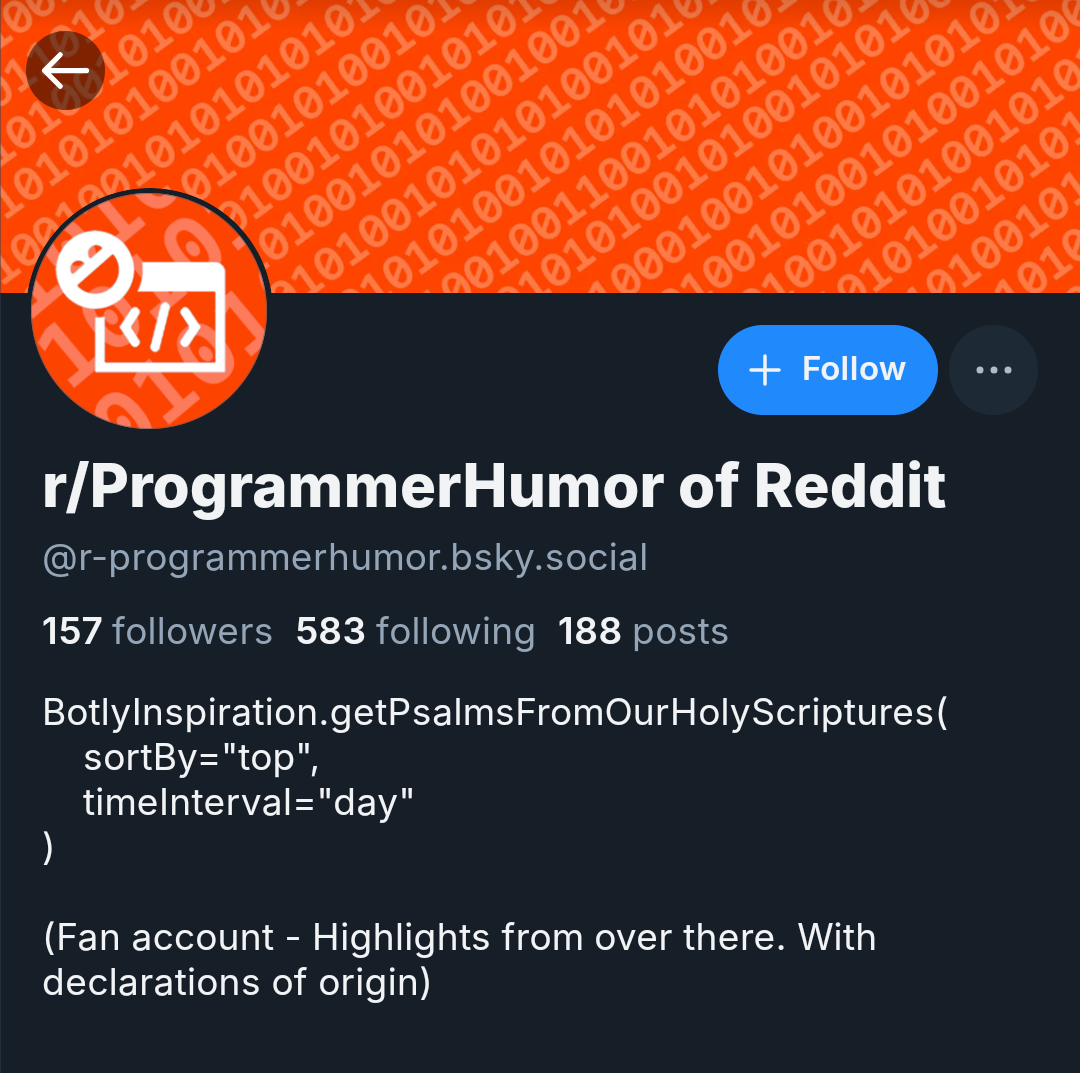 + Follow
r/ProgrammerHumor of Reddit
@r-programmerhumor.bsky.social
157 followers 583 following 188 posts
BotlyInspiration.getPsalmsFromOurHolyScriptures(
    sortBy="top",
    timeInterval="day"
)
(Fan account - Highlights from over there. With
declarations of origin)